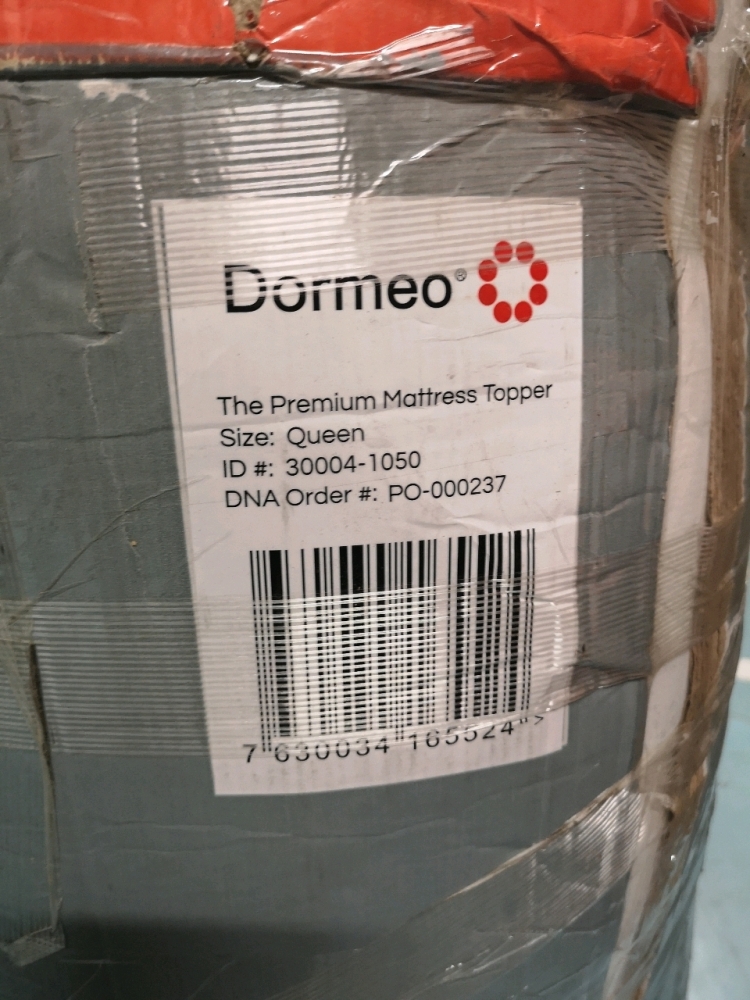 Dormeo®
The Premium Mattress Topper
Size: Queen
ID #: 30004-1050
DNA Order #: PO-000237
7 630034 165524 >